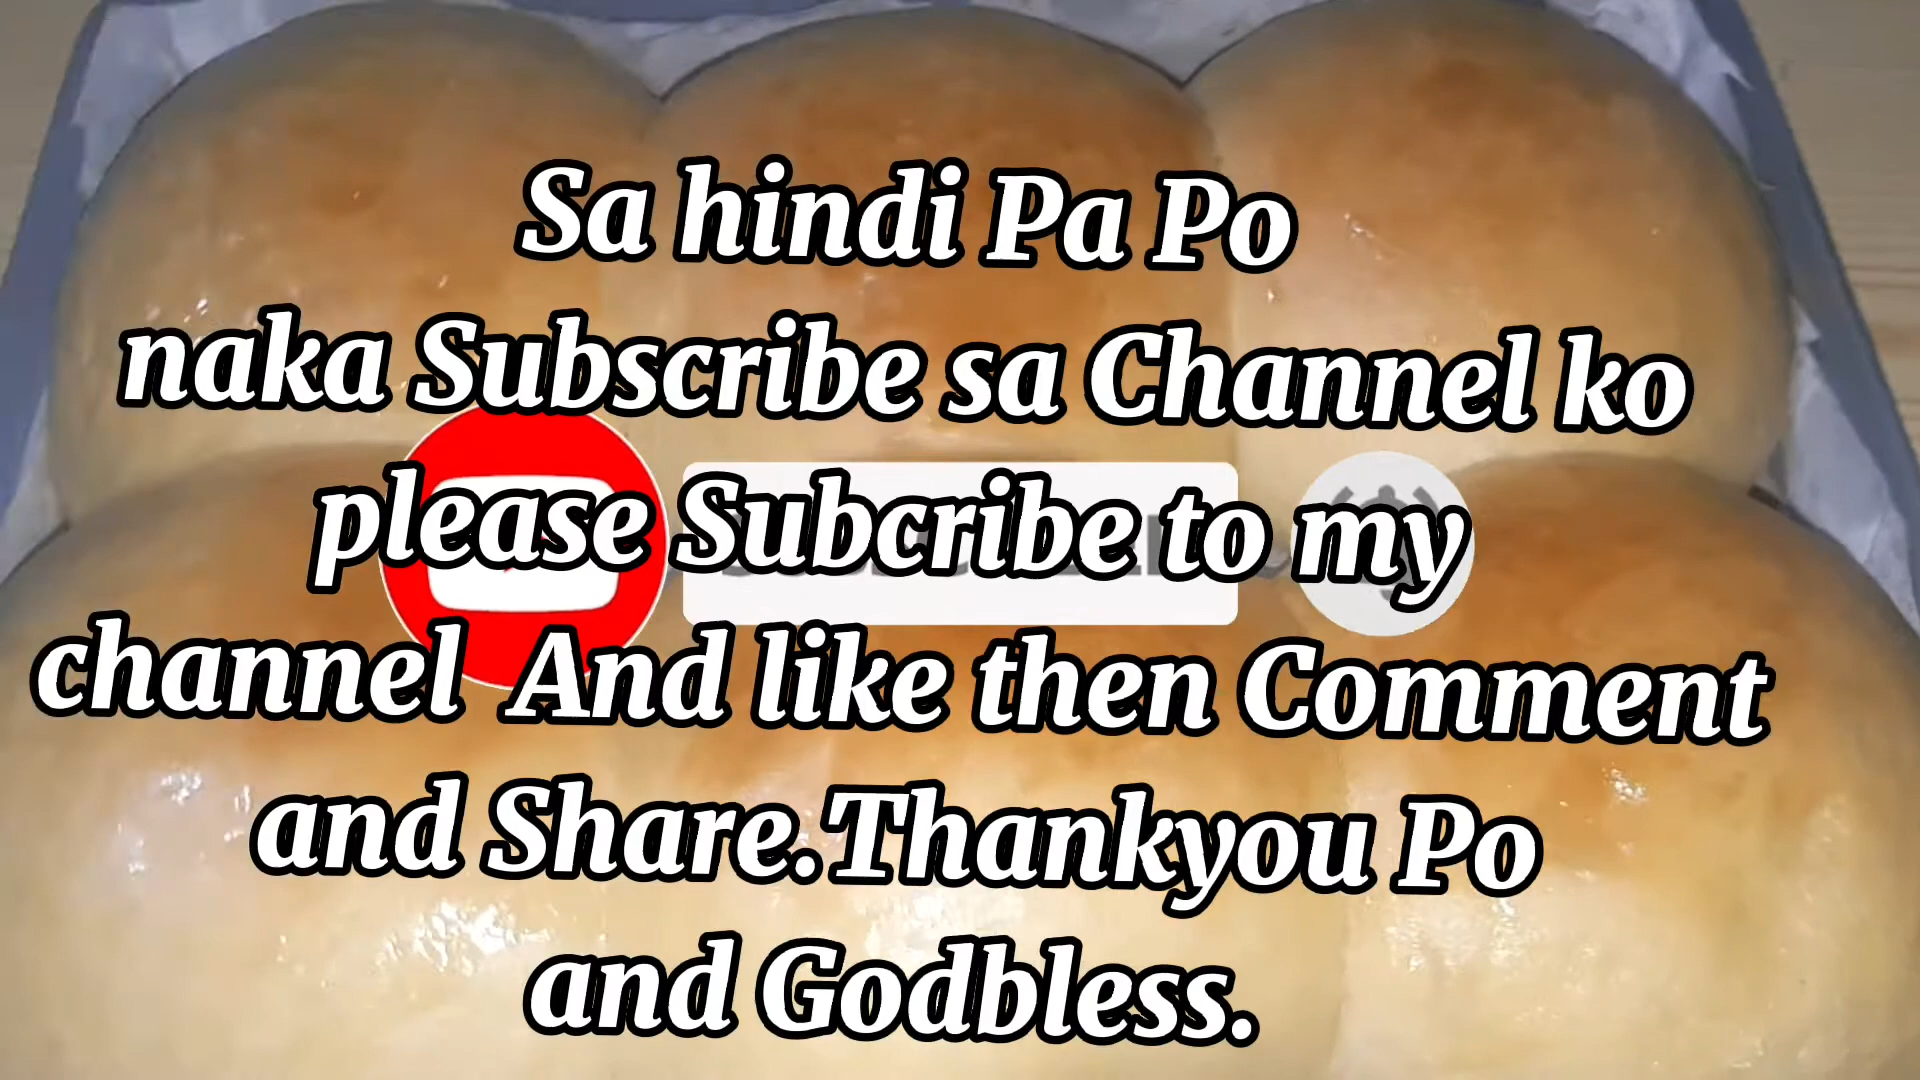 Sa hindi Pa Po
naka Subscribe sa Channel ko
please Subcribe to my
channel And like then Comment
and Share.Thankyou Po
and Godbless.